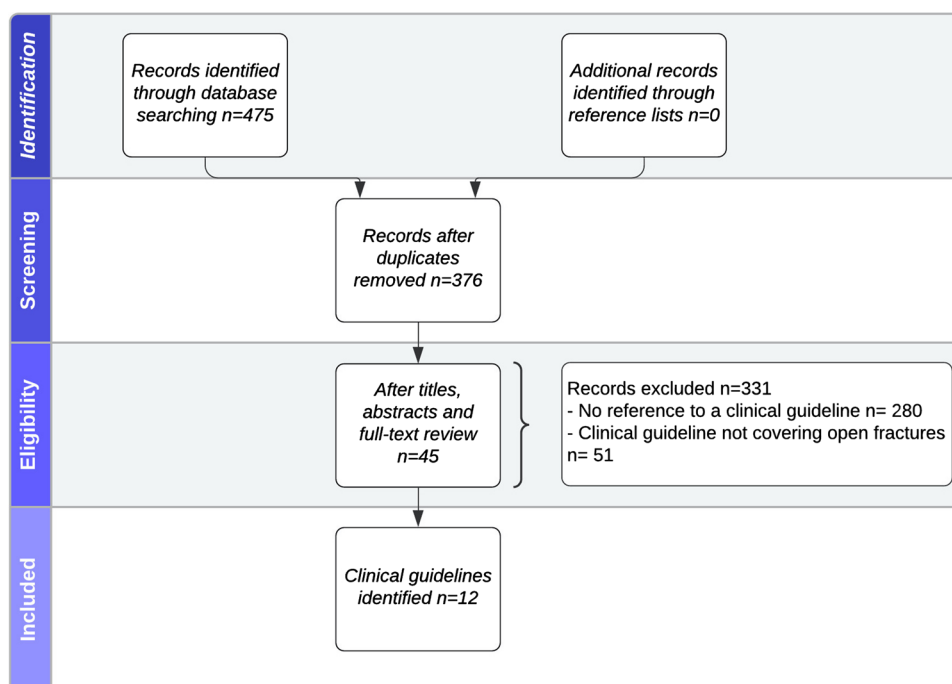 Identification
Records identified
through database
searching n=475
Additional records
identified through
reference lists n=0
Screening
Records after
duplicates
removed n=376
Eligibility
After titles,
abstracts and
full-text review
n=45
Records excluded n=331
- No reference to a clinical guideline n= 280
- Clinical guideline not covering open fractures
n= 51
Included
Clinical guidelines
identified n=12